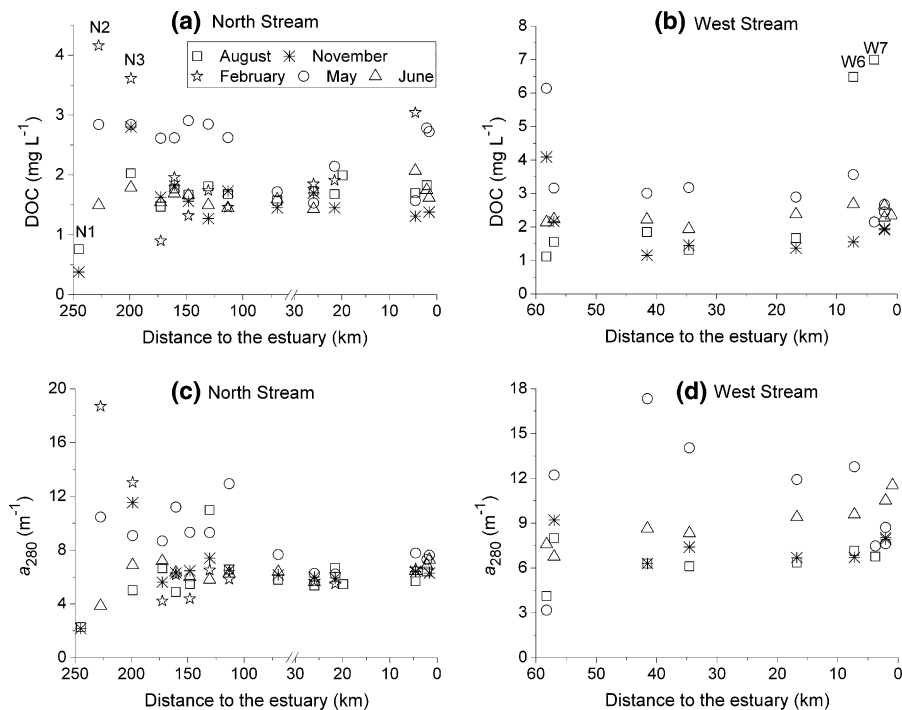 (a) North Stream
N2
N3
N1
August November
February May June
DOC (mg L⁻¹)
4
3
2
1
0
250 200 150 100 60 30 20 10 0
Distance to the estuary (km)
(b) West Stream
W6 W7
DOC (mg L⁻¹)
8
7
6
5
4
3
2
1
0
60 50 40 30 20 10 0
Distance to the estuary (km)
(c) North Stream
a₂₈₀ (m⁻¹)
20
16
12
8
4
0
250 200 150 100 60 30 20 10 0
Distance to the estuary (km)
(d) West Stream
a₂₈₀ (m⁻¹)
18
15
12
9
6
3
0
60 50 40 30 20 10 0
Distance to the estuary (km)